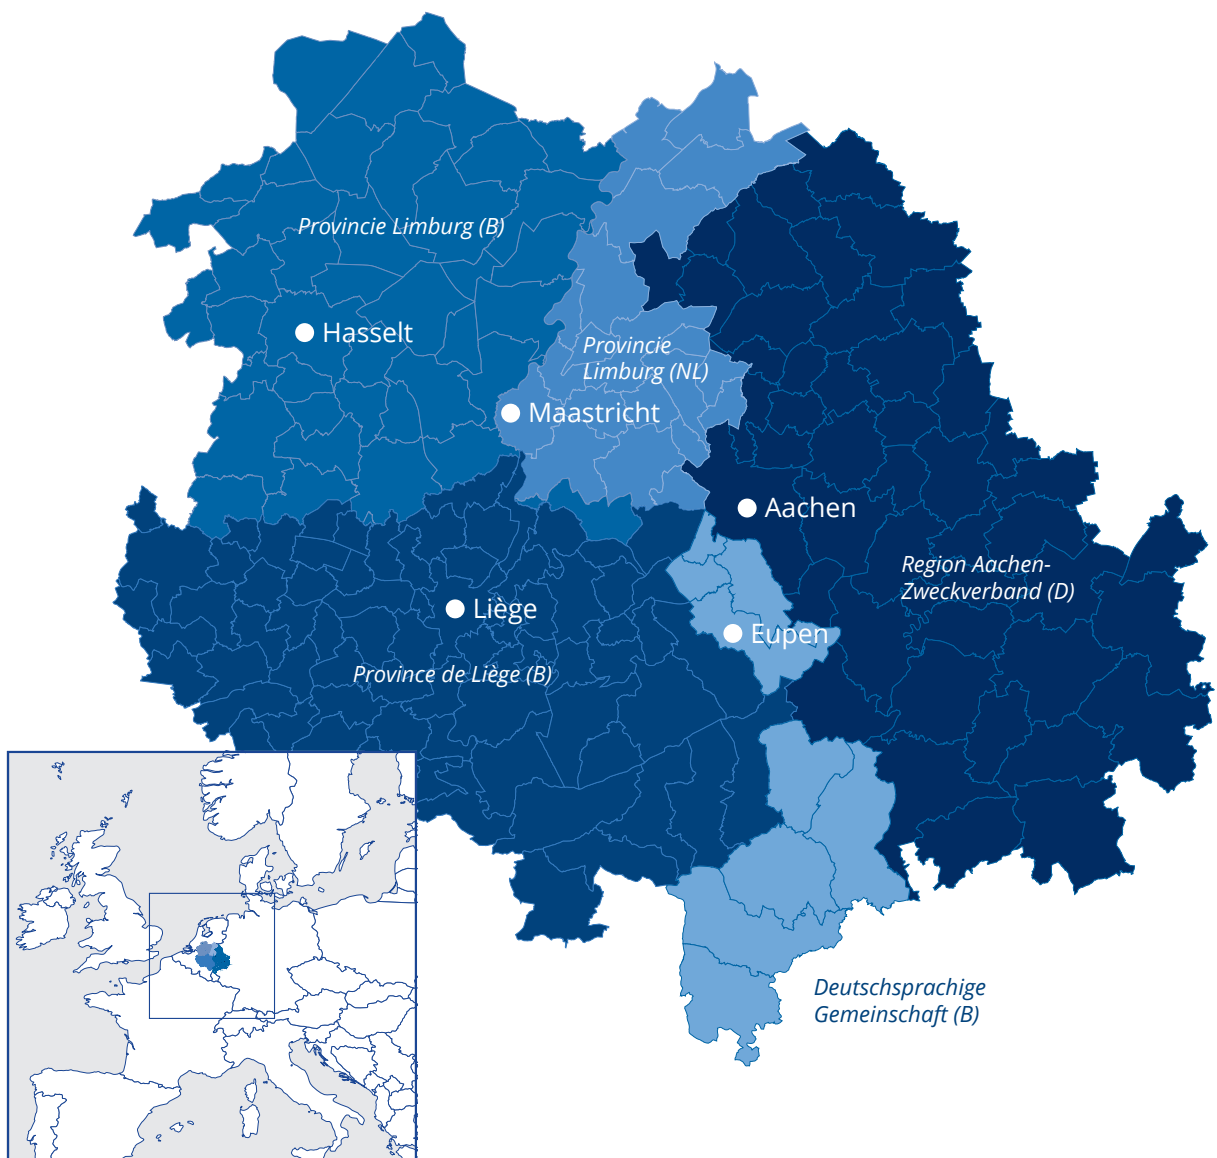 Provincie Limburg (B)
Hasselt
Provincie
Limburg (NL)
Maastricht
Aachen
Region Aachen-
Zweckverband (D)
Liège
Eupen
Province de Liège (B)
Deutschsprachige
Gemeinschaft (B)